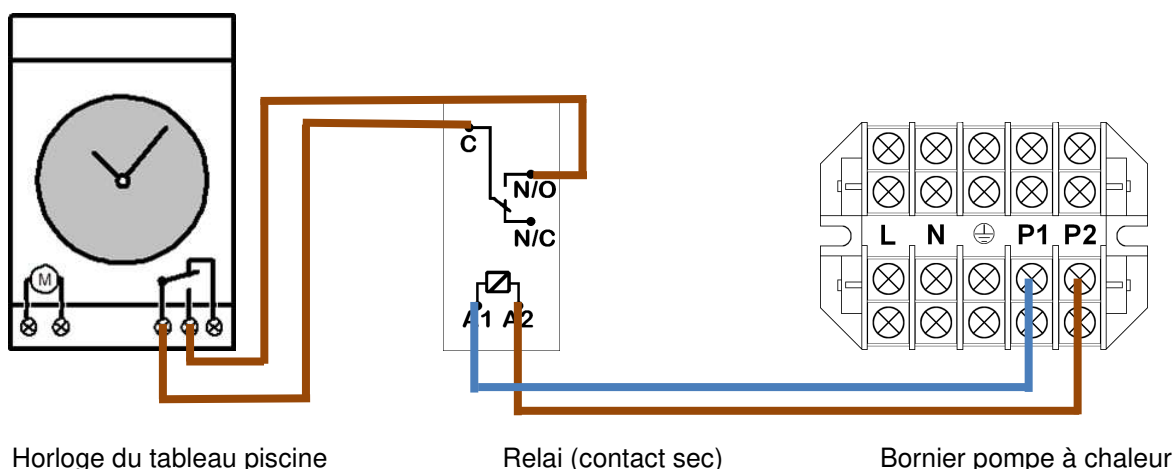 C
N/O
N/C
M
A1 A2
L N P1 P2
Horloge du tableau piscine
Relai (contact sec)
Bornier pompe à chaleur